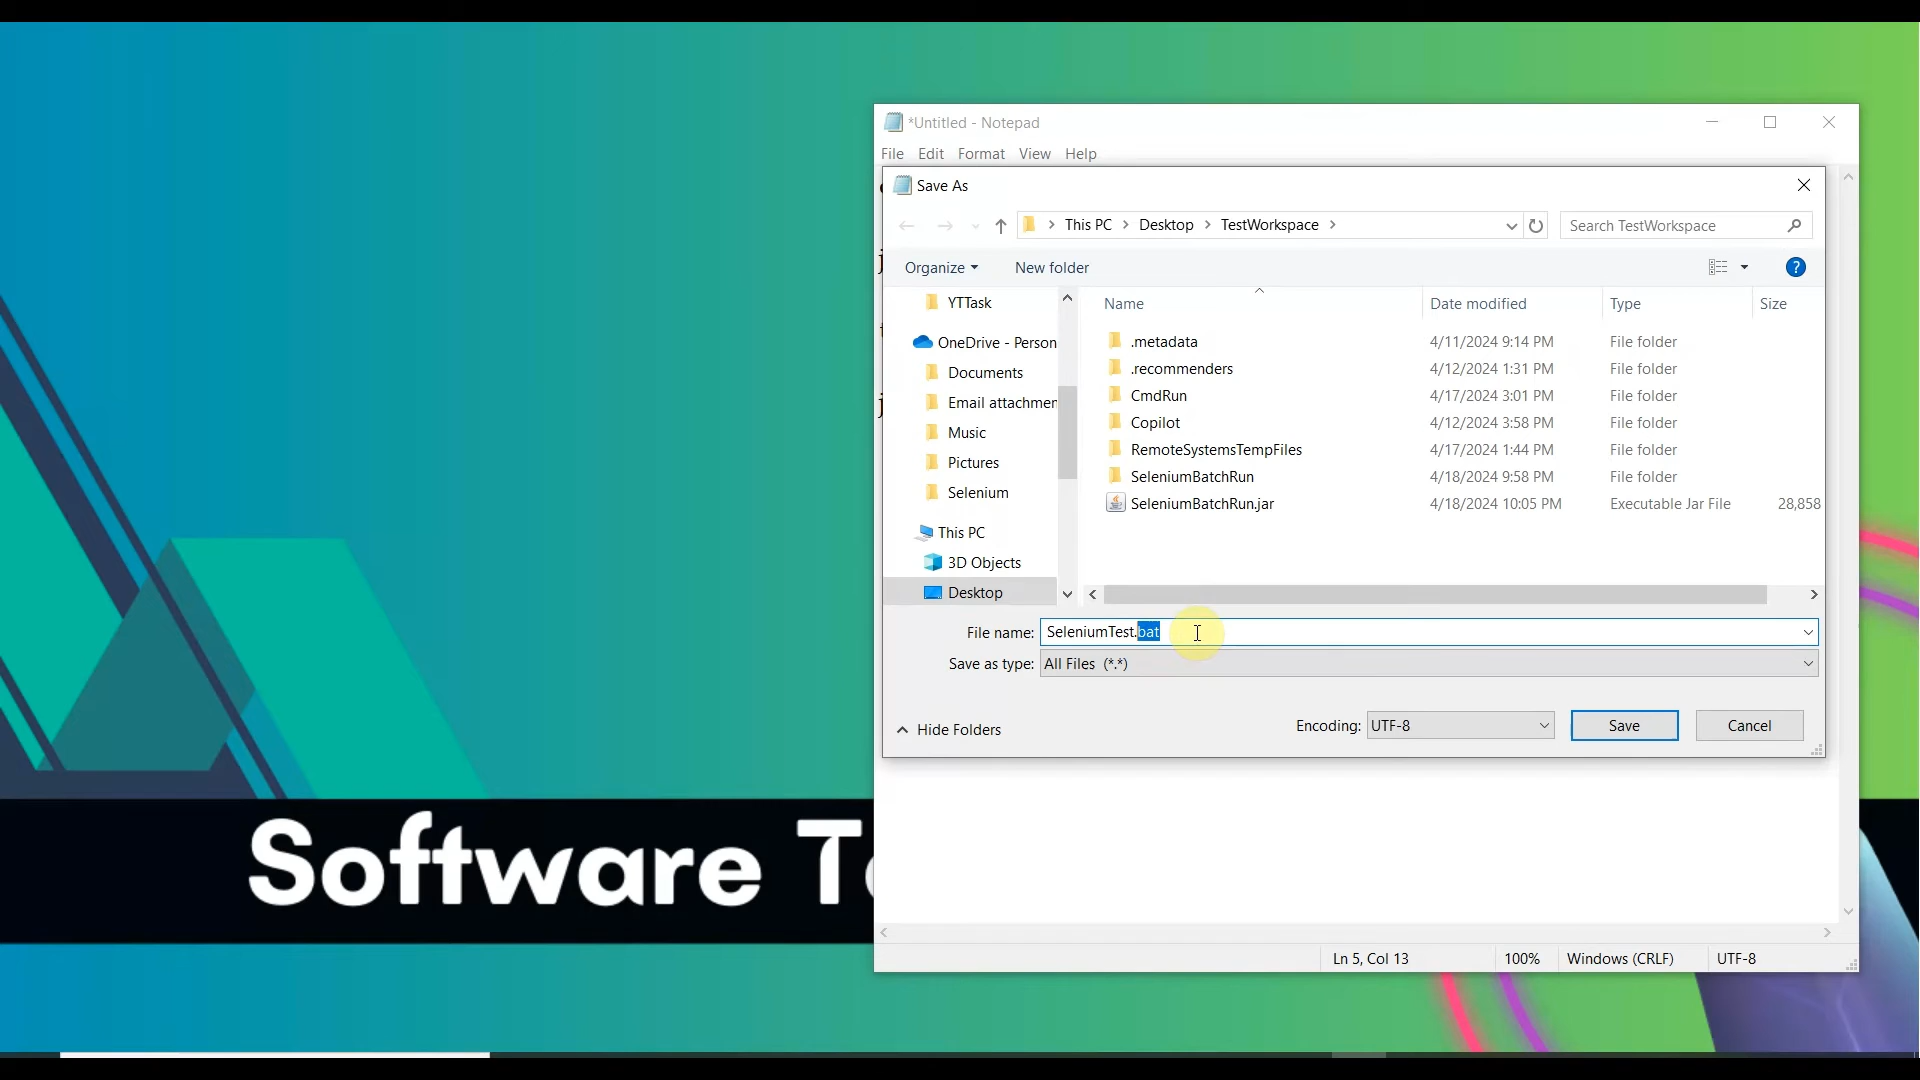 *Untitled - Notepad
File Edit Format View Help
Save As
This PC > Desktop > TestWorkspace >
Search TestWorkspace
Organize
New folder
Name
Date modified
Type
Size
YTTask
OneDrive - Person
Documents
Email attachmen
Music
Pictures
Selenium
This PC
3D Objects
Desktop
.metadata 4/11/2024 9:14 PM File folder
.recommenders 4/12/2024 1:31 PM File folder
CmdRun 4/17/2024 3:01 PM File folder
Copilot 4/12/2024 3:58 PM File folder
RemoteSystemsTempFiles 4/17/2024 1:44 PM File folder
SeleniumBatchRun 4/18/2024 9:58 PM File folder
SeleniumBatchRun.jar 4/18/2024 10:05 PM Executable Jar File 28,858
File name: SeleniumTest.bat
Save as type: All Files (*.*)
Hide Folders
Encoding: UTF-8
Save
Cancel
Software T
Ln 5, Col 13
100%
Windows (CRLF)
UTF-8